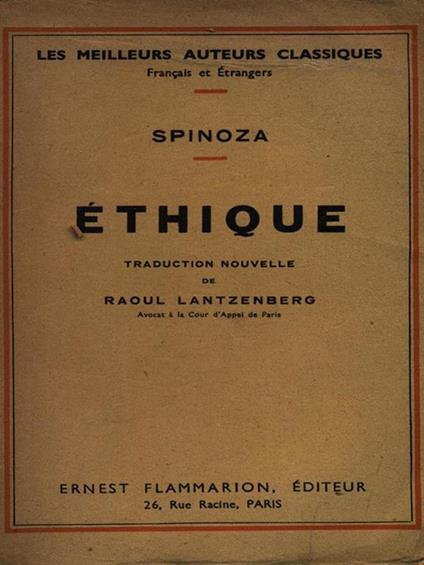 LES MEILLEURS AUTEURS CLASSIQUES
Français et Étrangers
SPINOZA
ÉTHIQUE
TRADUCTION NOUVELLE
DE
RAOUL LANTZENBERG
Avocat à la Cour d'Appel de Paris
ERNEST FLAMMARION, ÉDITEUR
26, Rue Racine, PARIS